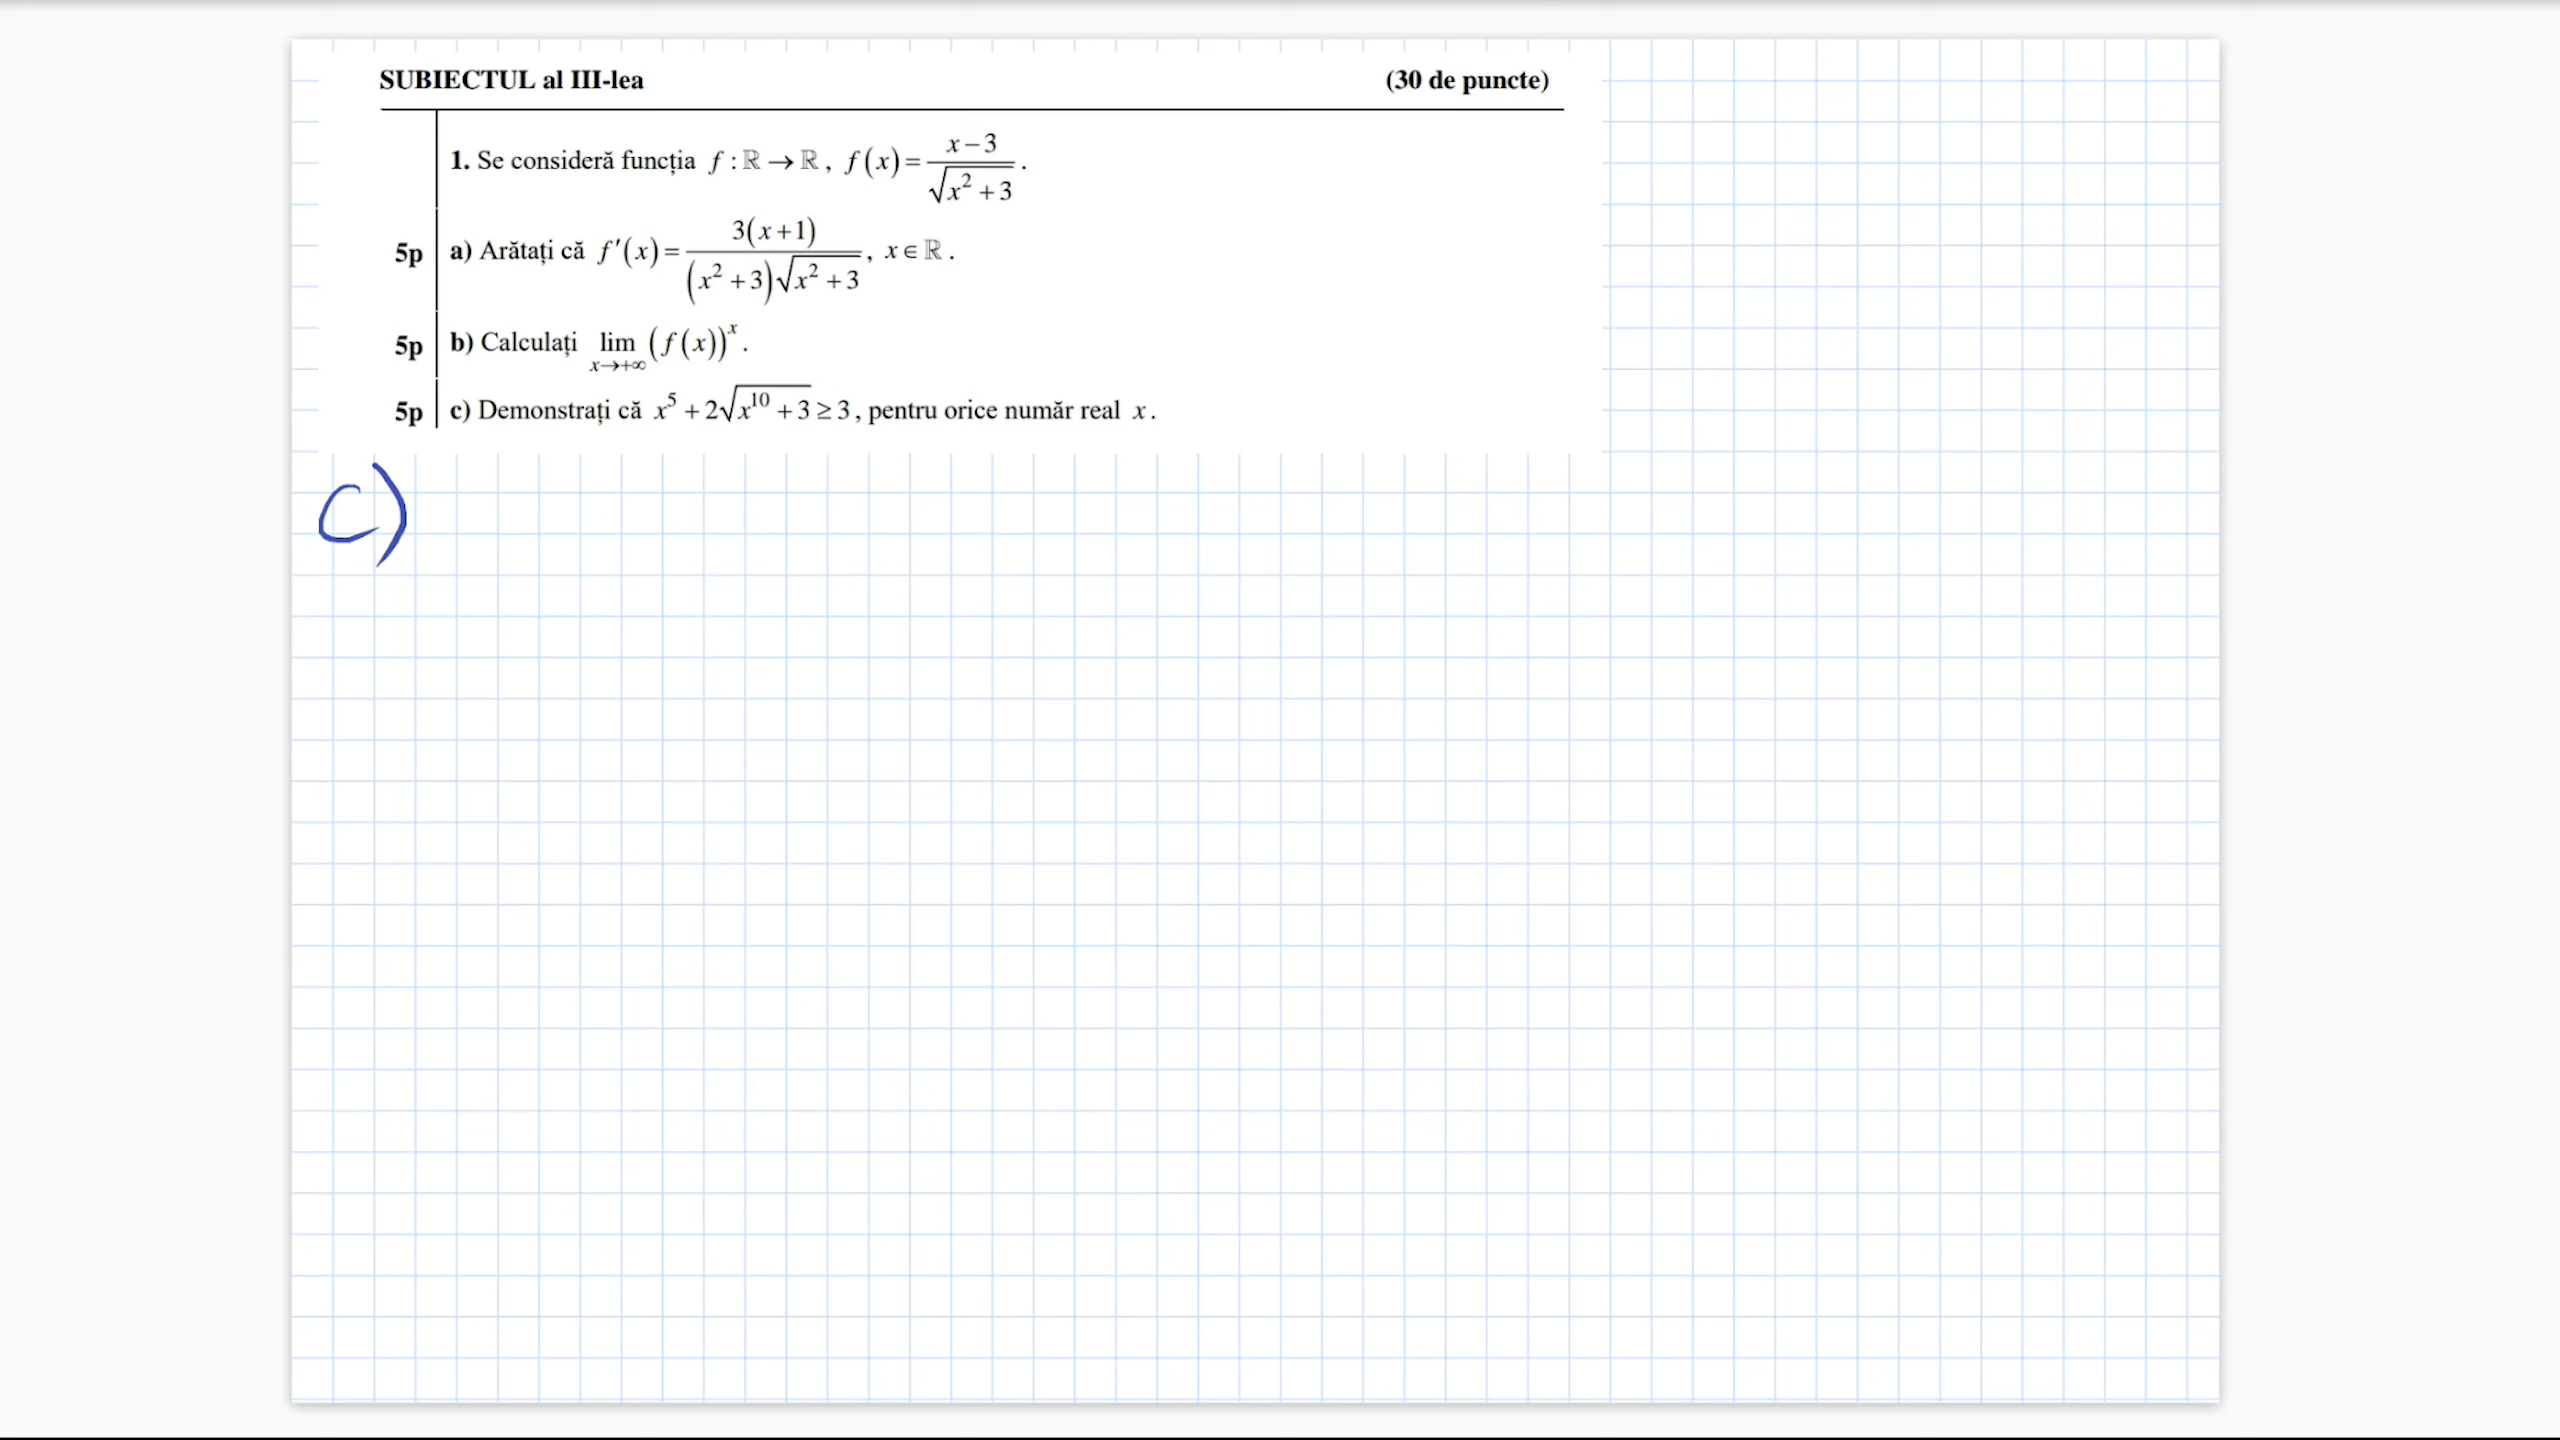 SUBIECTUL al III-lea (30 de puncte)
1. Se consideră funcția f : ℝ → ℝ, f(x) = (x − 3)/√(x² + 3).
5p a) Arătați că f′(x) = 3(x+1)/((x² + 3)√(x² + 3)), x ∈ ℝ.
5p b) Calculați lim x→+∞ (f(x))ˣ.
5p c) Demonstrați că x⁵ + 2√(x¹⁰ + 3) ≥ 3, pentru orice număr real x.
c)